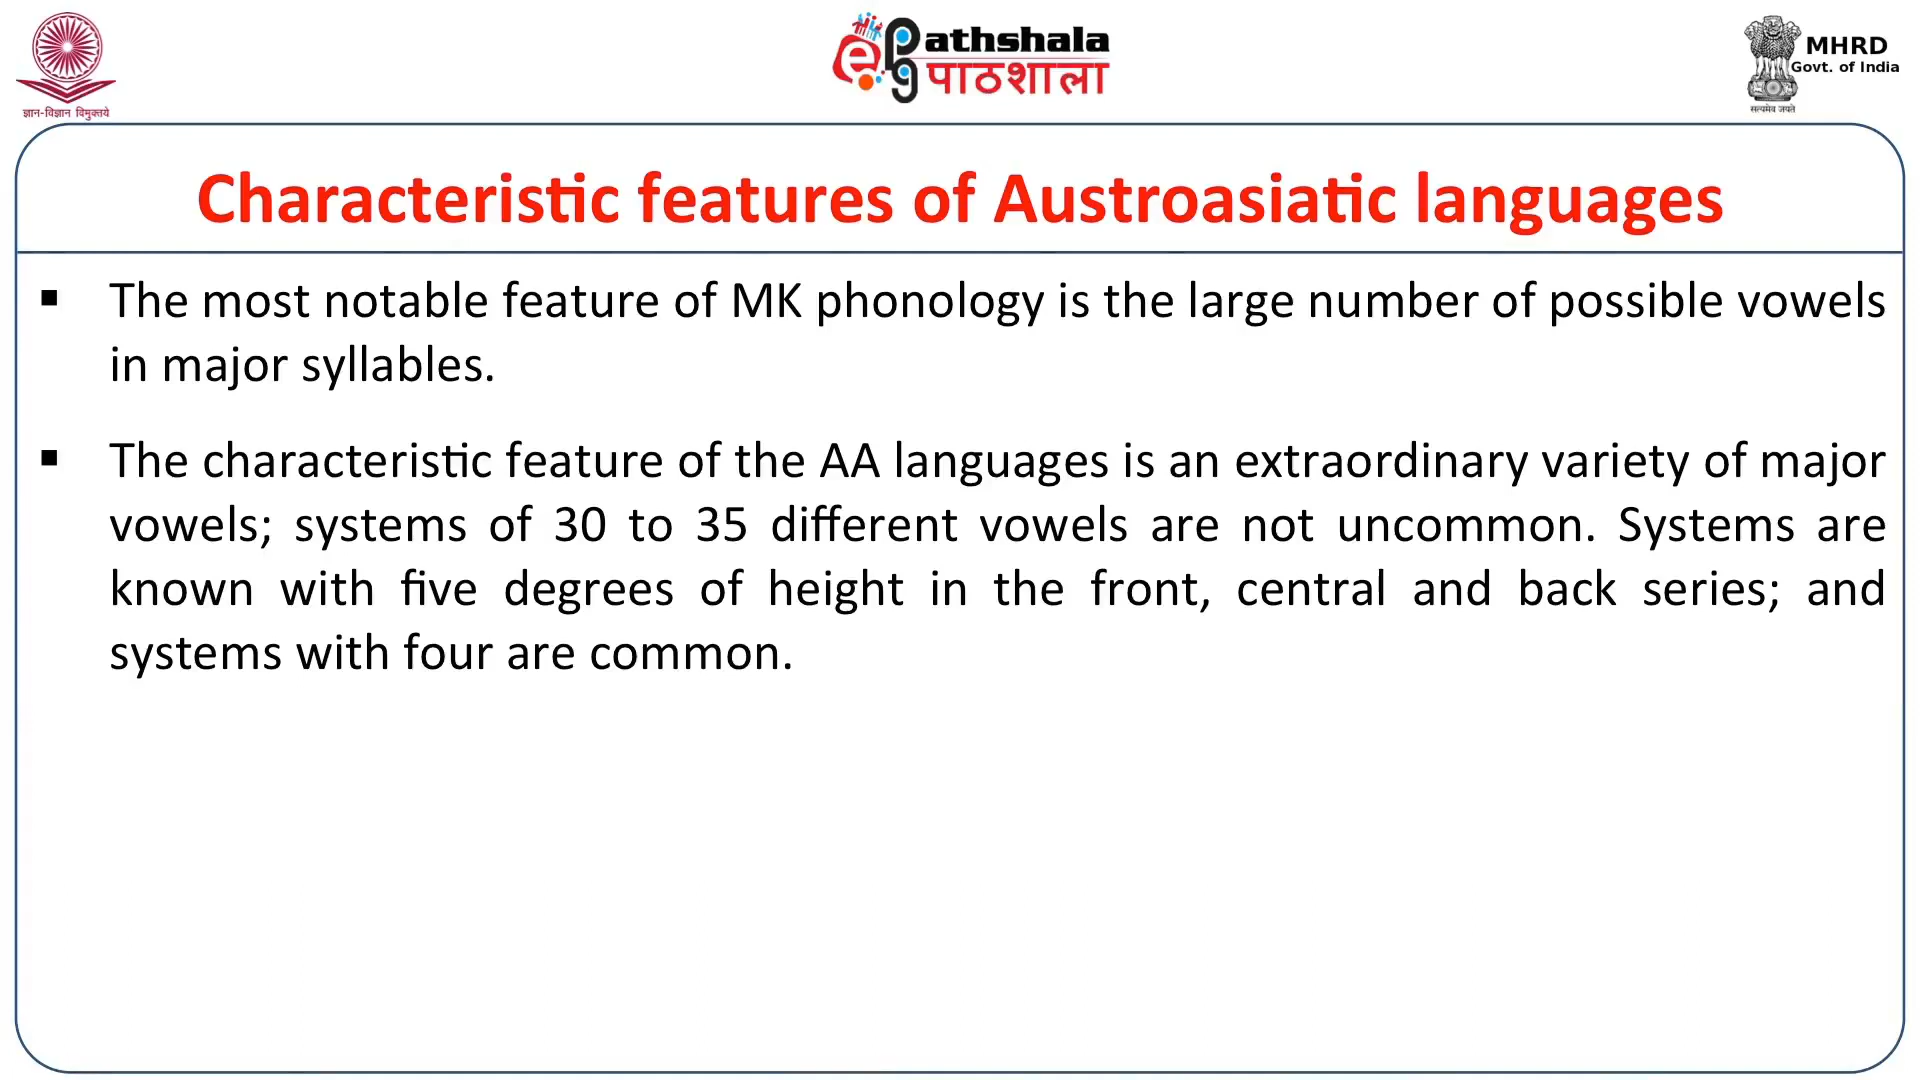 ज्ञान-विज्ञान विमुक्तये
e Pathshala
पाठशाला
MHRD
Govt. of India
सत्यमेव जयते
Characteristic features of Austroasiatic languages
▪ The most notable feature of MK phonology is the large number of possible vowels
in major syllables.
▪ The characteristic feature of the AA languages is an extraordinary variety of major
vowels; systems of 30 to 35 different vowels are not uncommon. Systems are
known with five degrees of height in the front, central and back series; and
systems with four are common.